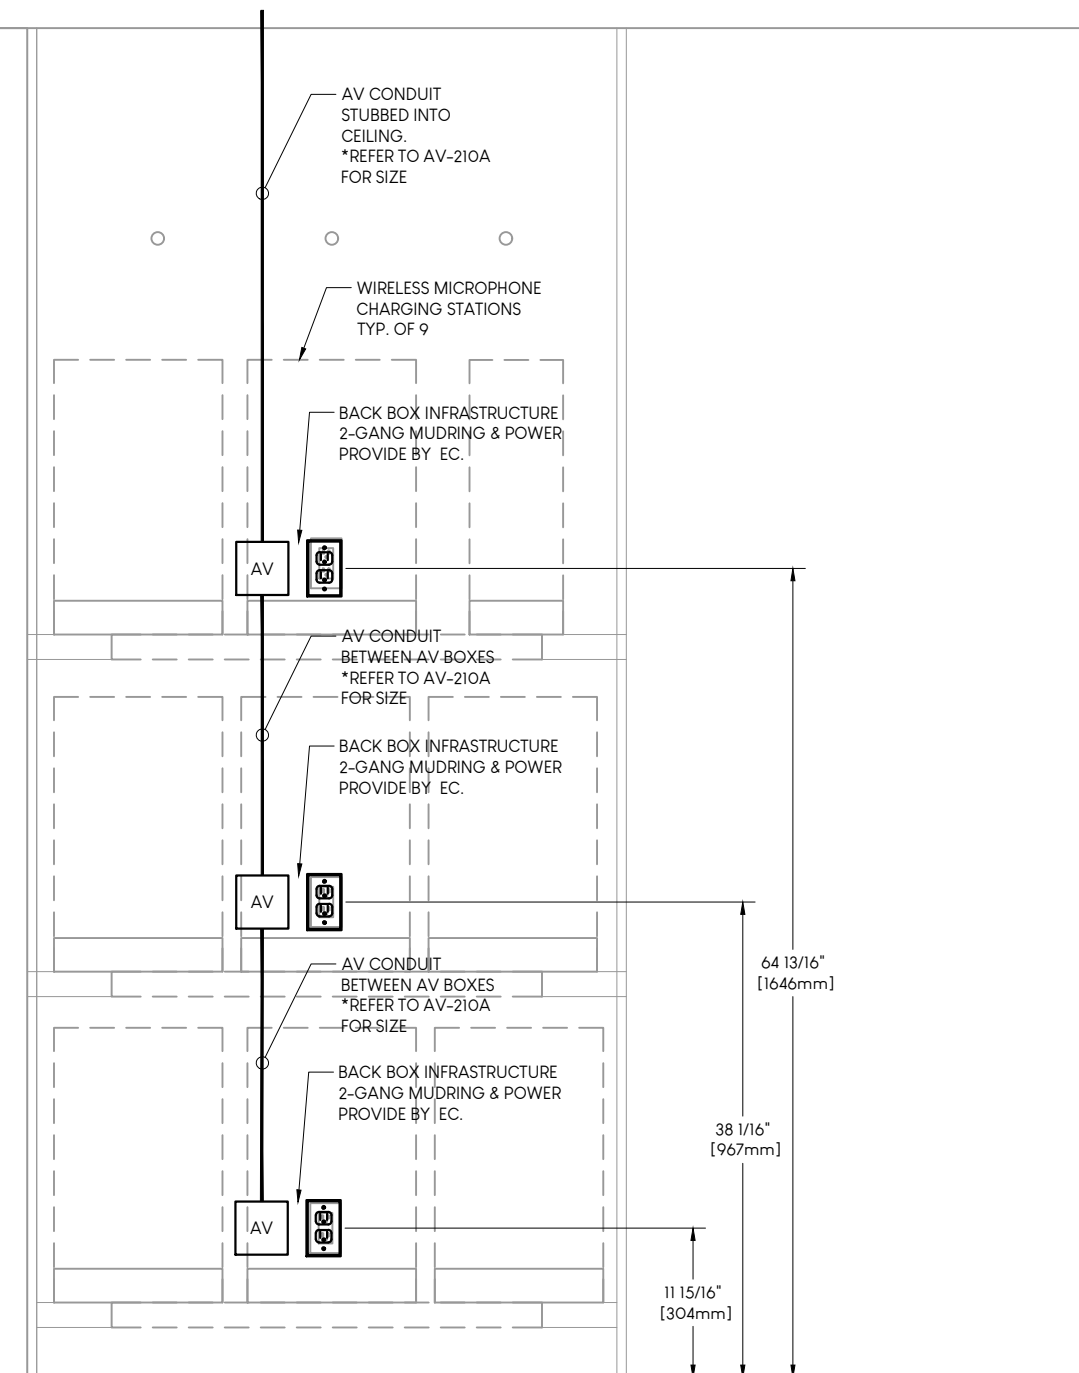 AV CONDUIT
STUBBED INTO
CEILING.
*REFER TO AV-210A
FOR SIZE
WIRELESS MICROPHONE
CHARGING STATIONS
TYP. OF 9
BACK BOX INFRASTRUCTURE
2-GANG MUDRING & POWER
PROVIDE BY EC.
AV
AV CONDUIT
BETWEEN AV BOXES
*REFER TO AV-210A
FOR SIZE
BACK BOX INFRASTRUCTURE
2-GANG MUDRING & POWER
PROVIDE BY EC.
AV
64 13/16"
[1646mm]
AV CONDUIT
BETWEEN AV BOXES
*REFER TO AV-210A
FOR SIZE
BACK BOX INFRASTRUCTURE
2-GANG MUDRING & POWER
PROVIDE BY EC.
38 1/16"
[967mm]
AV
11 15/16"
[304mm]